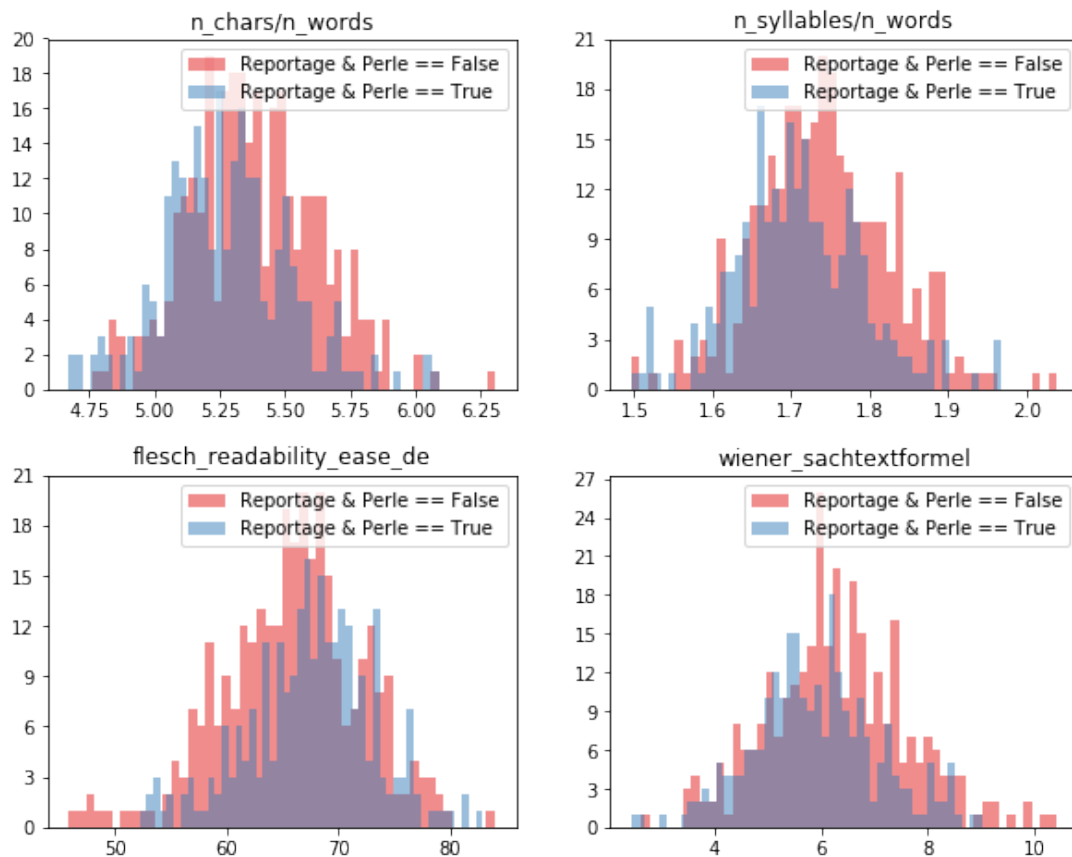 n_chars/n_words
20
18
16
14
12
10
8
6
4
2
0
Reportage & Perle == False
Reportage & Perle == True
4.75 5.00 5.25 5.50 5.75 6.00 6.25
n_syllables/n_words
21
18
15
12
9
6
3
0
Reportage & Perle == False
Reportage & Perle == True
1.5 1.6 1.7 1.8 1.9 2.0
flesch_readability_ease_de
21
18
15
12
9
6
3
0
Reportage & Perle == False
Reportage & Perle == True
50 60 70 80
wiener_sachtextformel
27
24
21
18
15
12
9
6
3
0
Reportage & Perle == False
Reportage & Perle == True
4 6 8 10